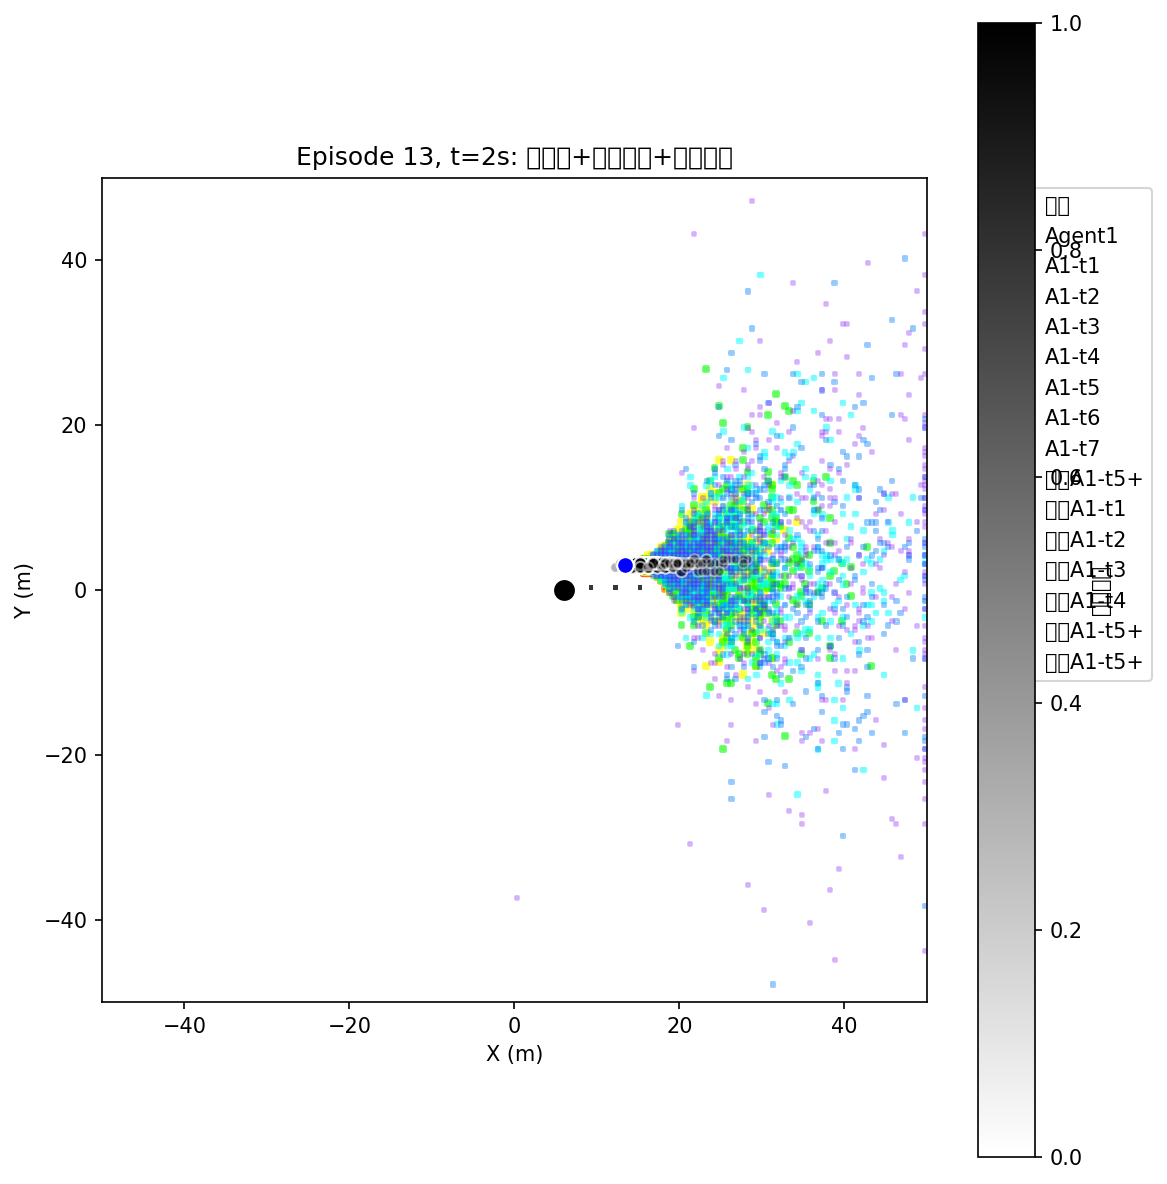 Episode 13, t=2s: □□□+□□□□+□□□□
40
20
0
−20
−40
Y (m)
−40
−20
0
20
40
X (m)
1.0
0.8
0.6
0.4
0.2
0.0
□□□
□□
Agent1
A1-t1
A1-t2
A1-t3
A1-t4
A1-t5
A1-t6
A1-t7
□□A1-t5+
□□A1-t1
□□A1-t2
□□A1-t3
□□A1-t4
□□A1-t5+
□□A1-t5+